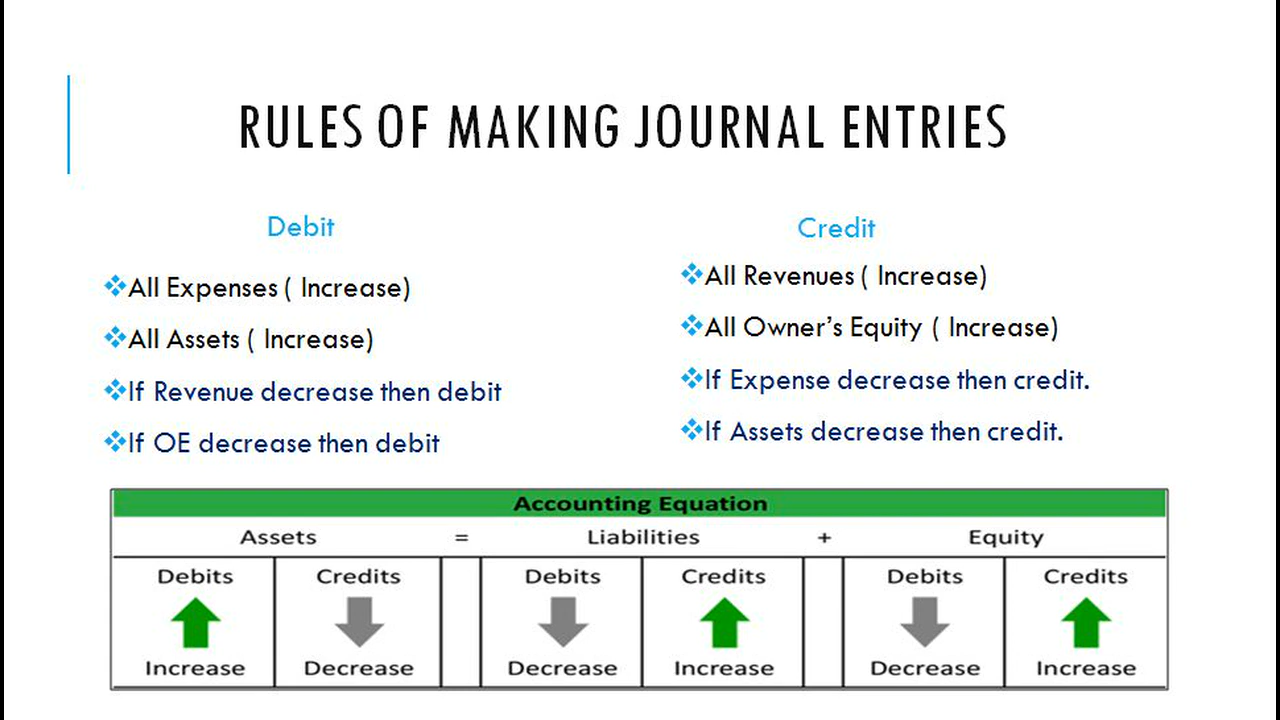 RULES OF MAKING JOURNAL ENTRIES
Debit
❖All Expenses ( Increase)
❖All Assets ( Increase)
❖If Revenue decrease then debit
❖If OE decrease then debit
Credit
❖All Revenues ( Increase)
❖All Owner’s Equity ( Increase)
❖If Expense decrease then credit.
❖If Assets decrease then credit.
Accounting Equation
Assets = Liabilities + Equity
Debits Credits Debits Credits Debits Credits
Increase Decrease Decrease Increase Decrease Increase